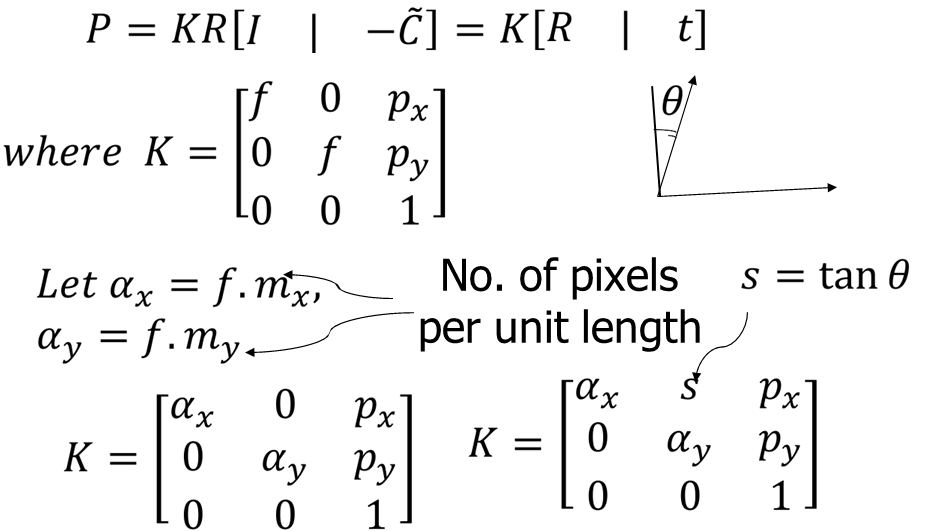 P = KR[I | −C̃] = K[R | t]
where K = [f 0 p_x
0 f p_y
0 0 1]
θ
Let α_x = f.m_x,
α_y = f.m_y
No. of pixels
per unit length
s = tan θ
K = [α_x 0 p_x
0 α_y p_y
0 0 1]
K = [α_x s p_x
0 α_y p_y
0 0 1]